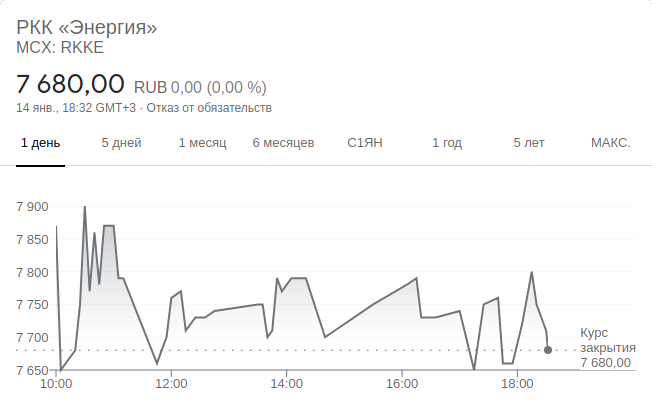 РКК «Энергия»
MCX: RKKE
7 680,00 RUB 0,00 (0,00 %)
14 янв., 18:32 GMT+3 · Отказ от обязательств
1 день 5 дней 1 месяц 6 месяцев С1ЯН 1 год 5 лет МАКС.
7 900
7 850
7 800
7 750
7 700
7 650
Курс
закрытия
7 680,00
10:00 12:00 14:00 16:00 18:00